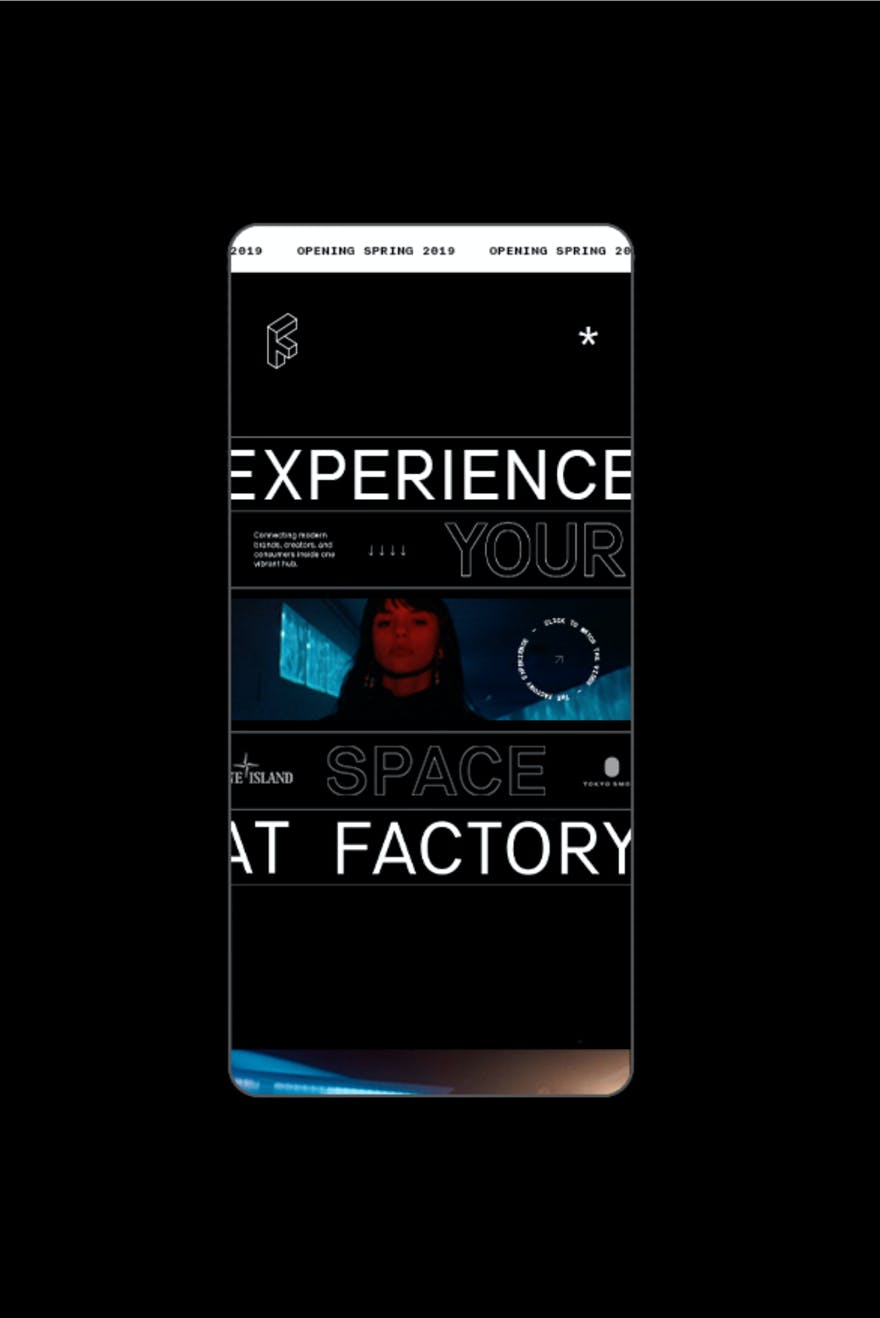 2019 OPENING SPRING 2019 OPENING SPRING 20
*
EXPERIENCE
Connecting modern
brands, creators, and
consumers inside one
vibrant hub.
↓ ↓ ↓ ↓
YOUR
CLICK TO WATCH THE VIDEO - THE FACTORY EXPERIENCE -
NE ISLAND
SPACE
TOKYO SMO
AT FACTORY